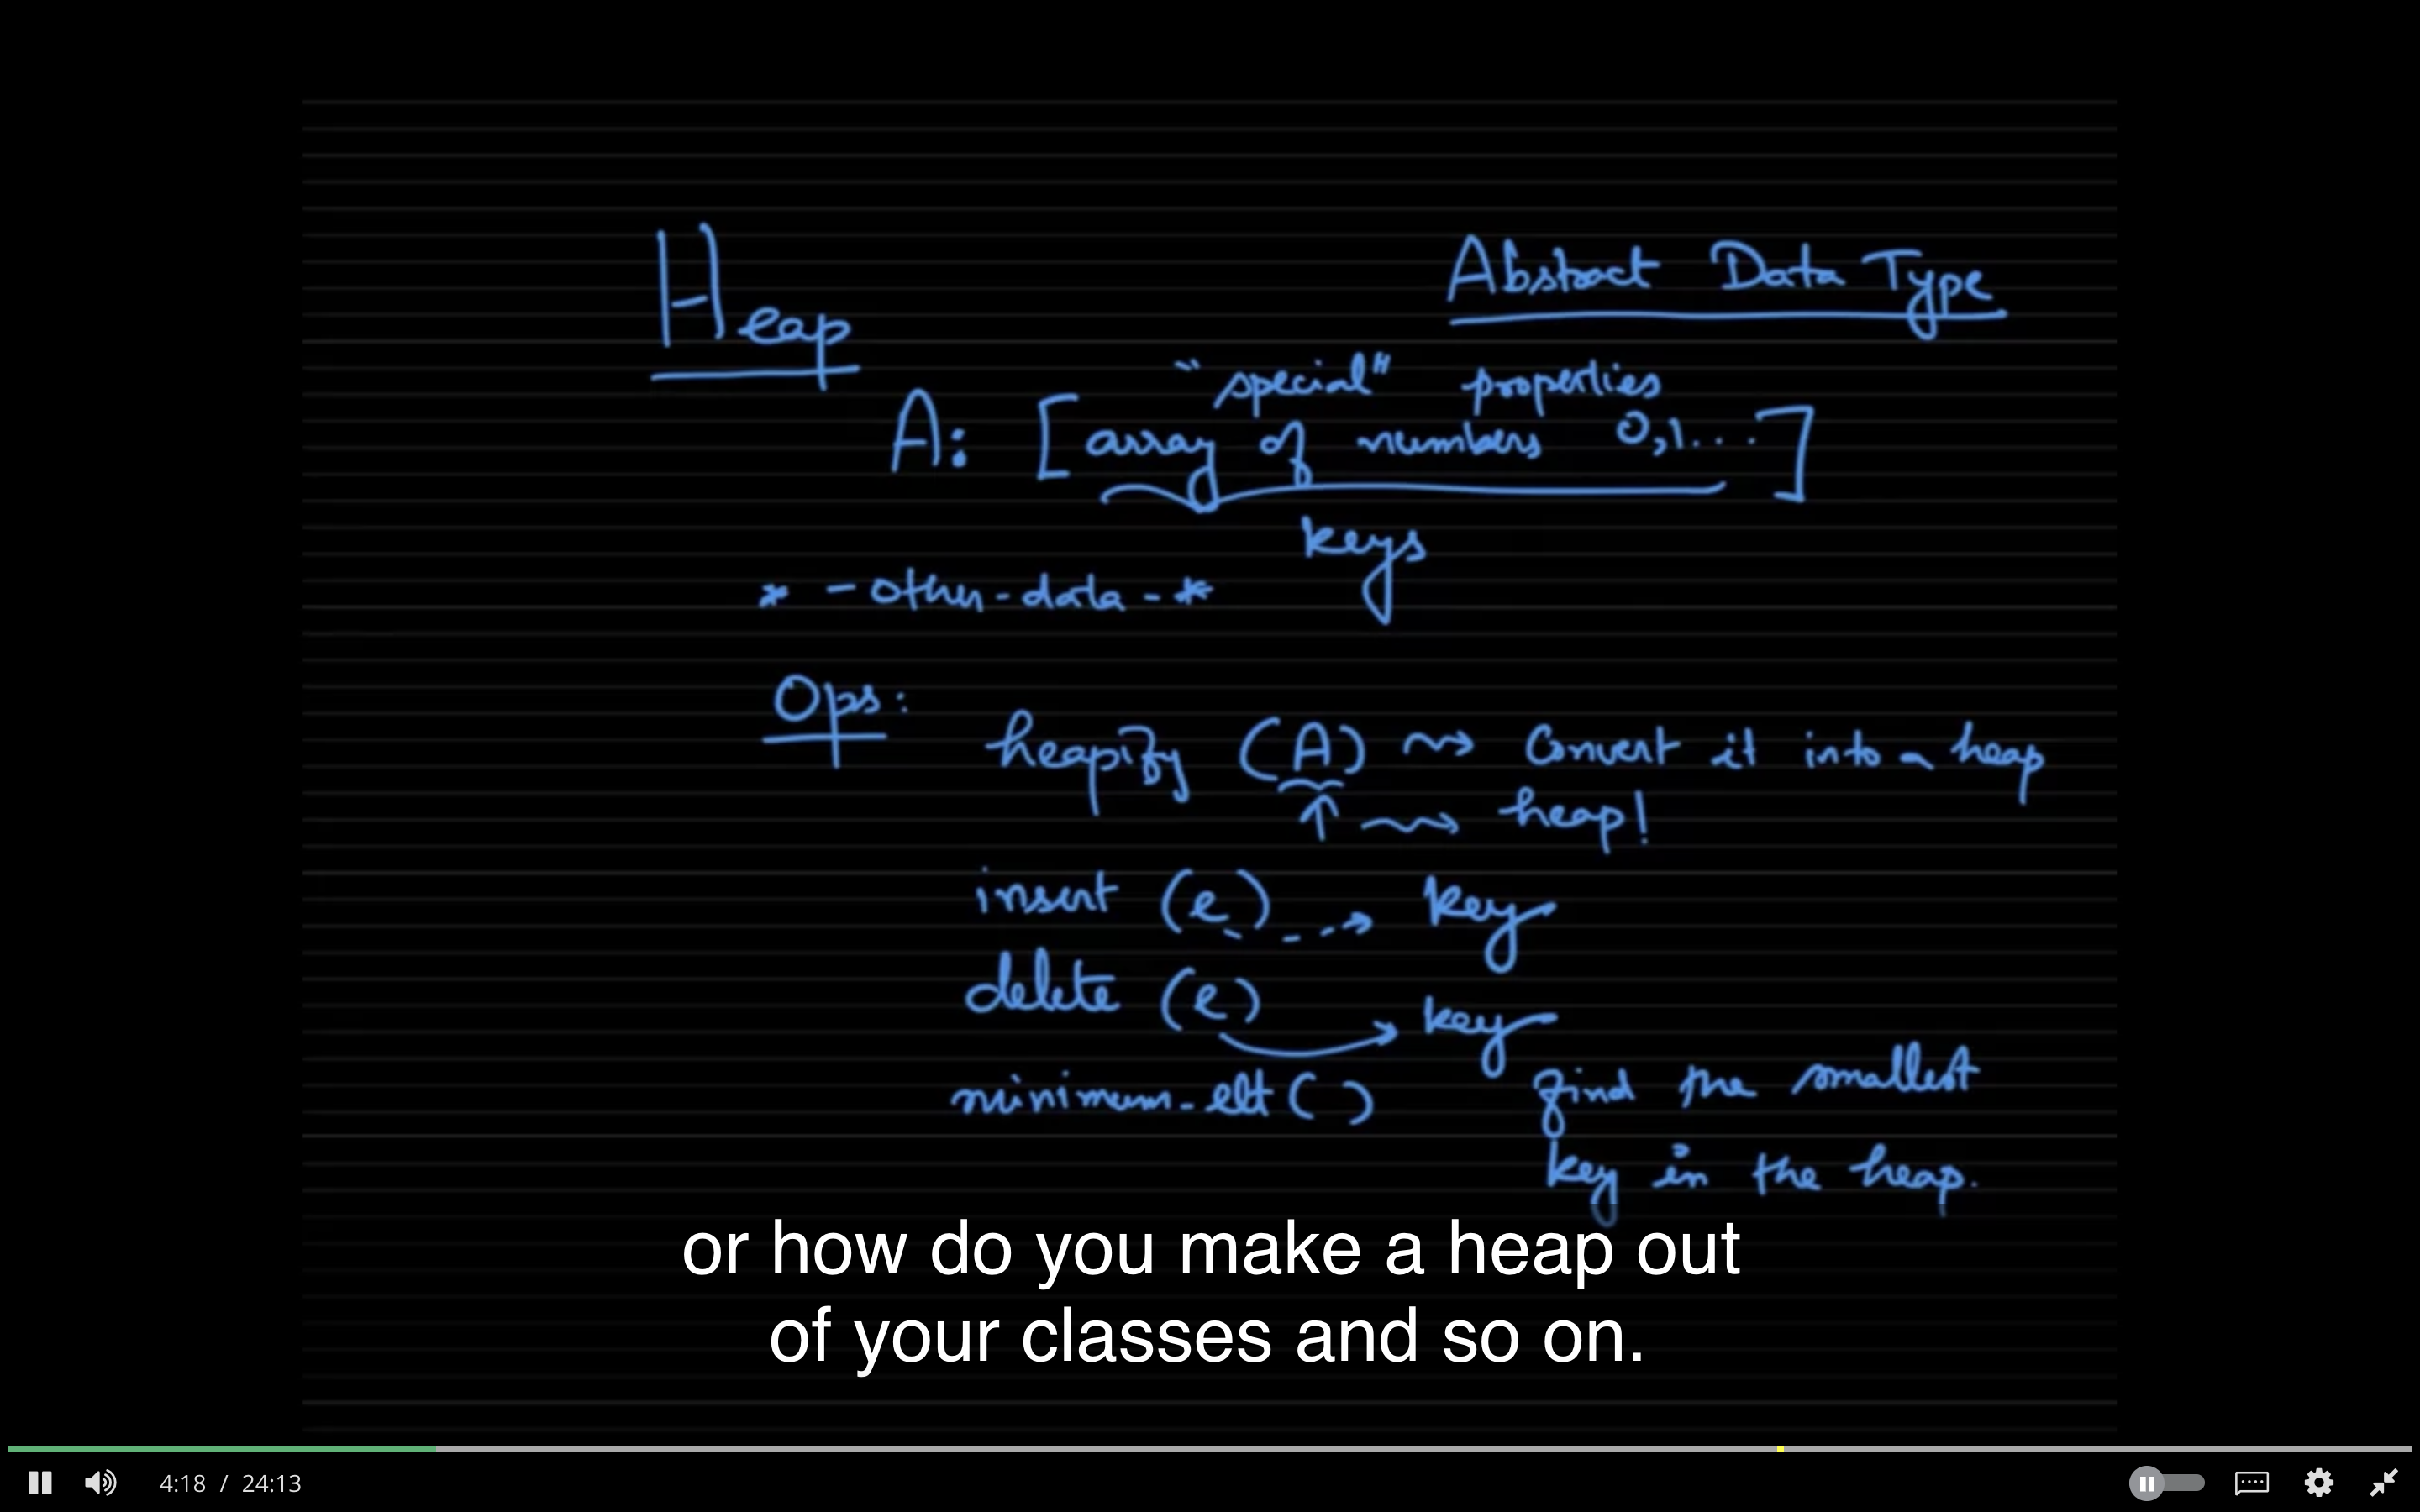 Heap
Abstract Data Type
"special" properties
A: [array of numbers 0,1...]
keys
* - other-data - *
Ops:
heapify (A) ⇝ Convert it into a heap
↑ ⇝ heap!
insert (e) --→ key
delete (e) → key
minimum-elt( ) find the smallest
key in the heap.
or how do you make a heap out
of your classes and so on.
4:18 / 24:13